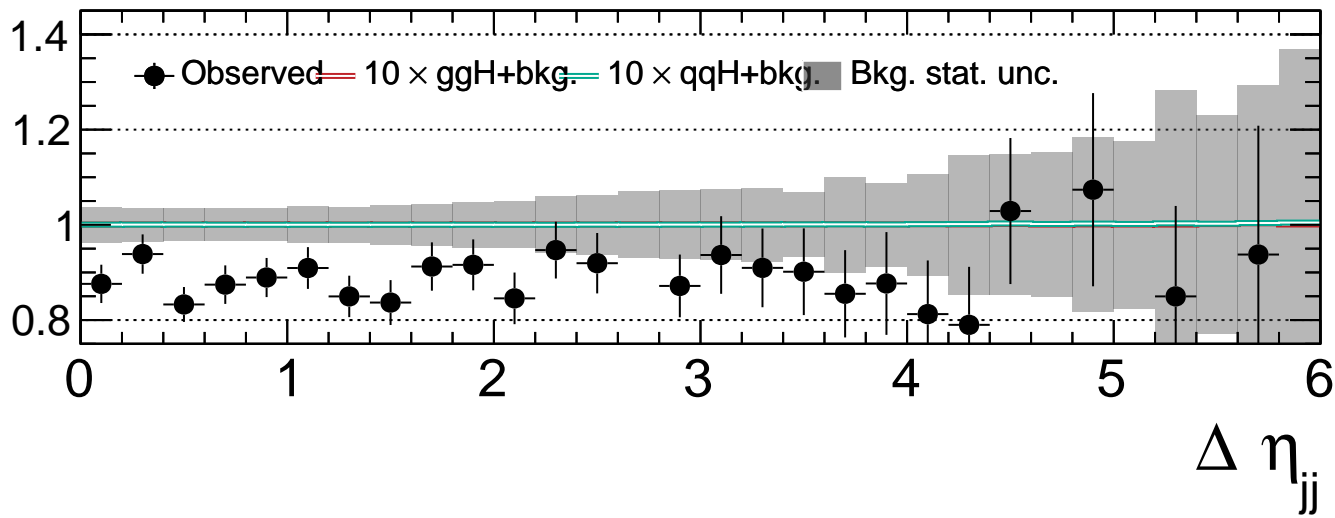 1.4
Observed 10 × ggH+bkg. 10 × qqH+bkg. Bkg. stat. unc.
1.2
1
0.8
0 1 2 3 4 5 6
Δ η_jj